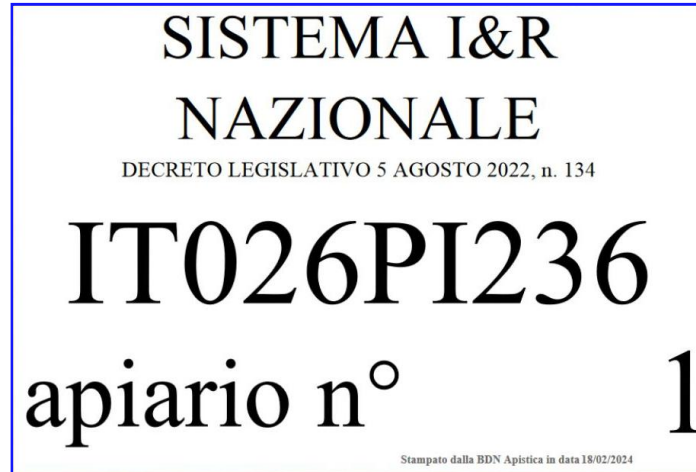 SISTEMA I&R
NAZIONALE
DECRETO LEGISLATIVO 5 AGOSTO 2022, n. 134
IT026PI236
apiario n° 1
Stampato dalla BDN Apistica in data 18/02/2024